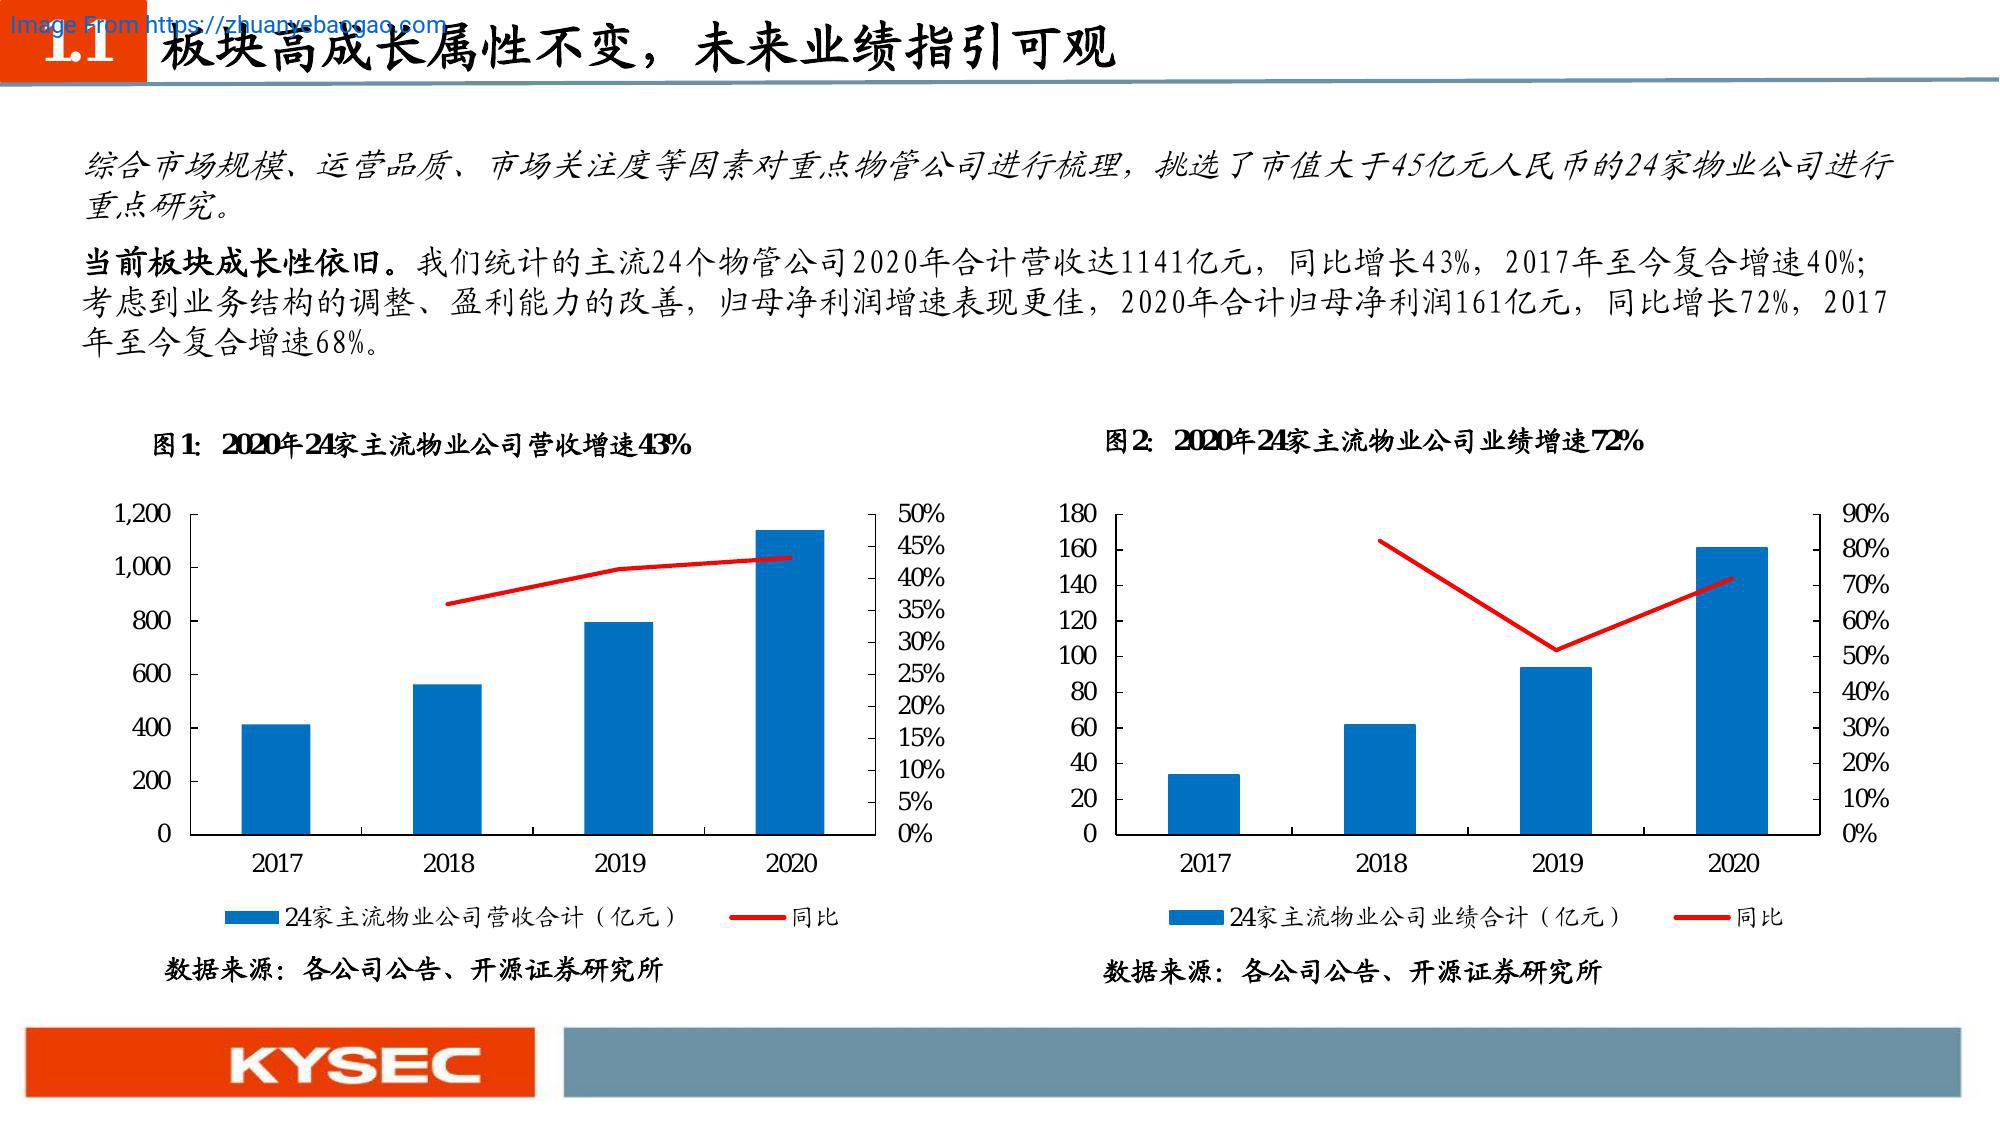 Image From https://zhuanyebaogao.com
1.1 板块高成长属性不变，未来业绩指引可观
综合市场规模、运营品质、市场关注度等因素对重点物管公司进行梳理，挑选了市值大于45亿元人民币的24家物业公司进行
重点研究。
当前板块成长性依旧。我们统计的主流24个物管公司2020年合计营收达1141亿元，同比增长43%，2017年至今复合增速40%；
考虑到业务结构的调整、盈利能力的改善，归母净利润增速表现更佳，2020年合计归母净利润161亿元，同比增长72%，2017
年至今复合增速68%。
图1：2020年24家主流物业公司营收增速43%
1,200
1,000
800
600
400
200
0
50%
45%
40%
35%
30%
25%
20%
15%
10%
5%
0%
2017 2018 2019 2020
24家主流物业公司营收合计（亿元） 同比
数据来源：各公司公告、开源证券研究所
图2：2020年24家主流物业公司业绩增速72%
180
160
140
120
100
80
60
40
20
0
90%
80%
70%
60%
50%
40%
30%
20%
10%
0%
2017 2018 2019 2020
24家主流物业公司业绩合计（亿元） 同比
数据来源：各公司公告、开源证券研究所
KYSEC